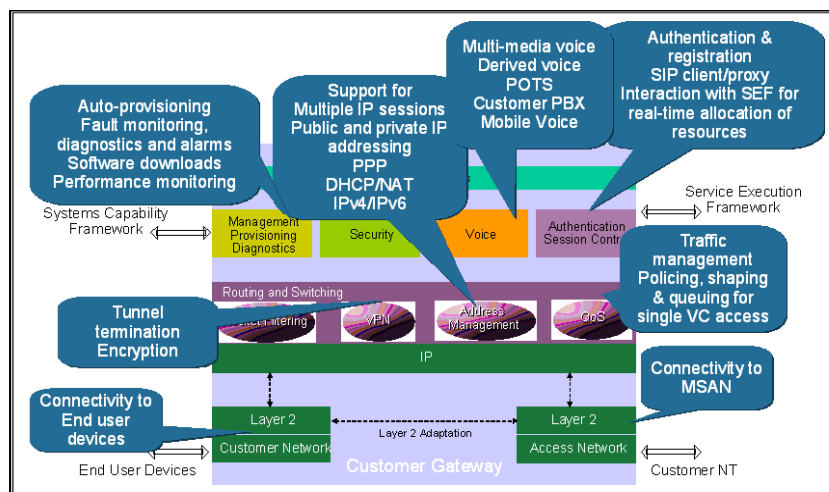 Auto-provisioning
Fault monitoring,
diagnostics and alarms
Software downloads
Performance monitoring
Support for
Multiple IP sessions
Public and private IP
addressing
PPP
DHCP/NAT
IPv4/IPv6
Multi-media voice
Derived voice
POTS
Customer PBX
Mobile Voice
Authentication &
registration
SIP client/proxy
Interaction with SEF for
real-time allocation of
resources
Systems Capability
Framework
Service Execution
Framework
Management
Provisioning
Diagnostics
Security
Voice
Authentication
Session
Routing and Switching
Filtering
VPN
Address
Management
QoS
Traffic
management
Policing, shaping
& queuing for
single VC access
Tunnel
termination
Encryption
IP
Connectivity to
MSAN
Connectivity to
End user
devices
Layer 2
Layer 2 Adaptation
Layer 2
Customer Network
Access Network
End User Devices
Customer Gateway
Customer NT